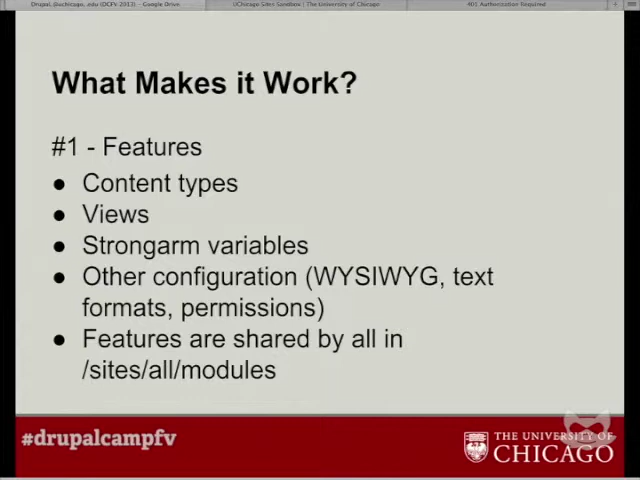 Drupal @uchicago.edu (DCFV-2013) – Google Drive
UChicago Sites Sandbox | The University of Chicago
401 Authorization Required
What Makes it Work?
#1 - Features
● Content types
● Views
● Strongarm variables
● Other configuration (WYSIWYG, text
formats, permissions)
● Features are shared by all in
/sites/all/modules
#drupalcampfv
THE UNIVERSITY OF
CHICAGO